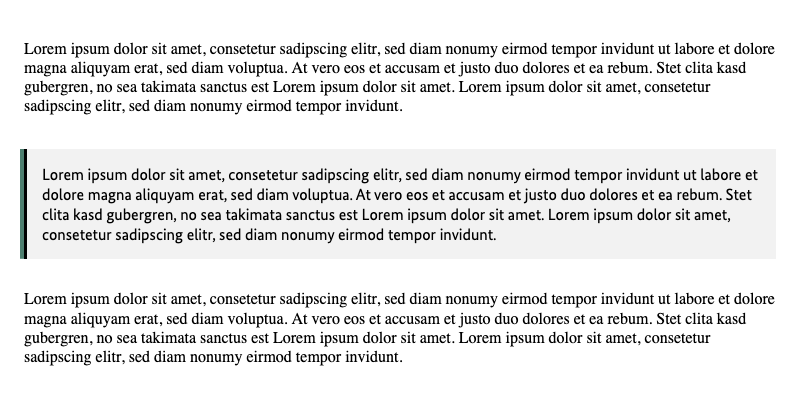 Lorem ipsum dolor sit amet, consetetur sadipscing elitr, sed diam nonumy eirmod tempor invidunt ut labore et dolore
magna aliquyam erat, sed diam voluptua. At vero eos et accusam et justo duo dolores et ea rebum. Stet clita kasd
gubergren, no sea takimata sanctus est Lorem ipsum dolor sit amet. Lorem ipsum dolor sit amet, consetetur
sadipscing elitr, sed diam nonumy eirmod tempor invidunt.
Lorem ipsum dolor sit amet, consetetur sadipscing elitr, sed diam nonumy eirmod tempor invidunt ut labore et
dolore magna aliquyam erat, sed diam voluptua. At vero eos et accusam et justo duo dolores et ea rebum. Stet
clita kasd gubergren, no sea takimata sanctus est Lorem ipsum dolor sit amet. Lorem ipsum dolor sit amet,
consetetur sadipscing elitr, sed diam nonumy eirmod tempor invidunt.
Lorem ipsum dolor sit amet, consetetur sadipscing elitr, sed diam nonumy eirmod tempor invidunt ut labore et dolore
magna aliquyam erat, sed diam voluptua. At vero eos et accusam et justo duo dolores et ea rebum. Stet clita kasd
gubergren, no sea takimata sanctus est Lorem ipsum dolor sit amet. Lorem ipsum dolor sit amet, consetetur
sadipscing elitr, sed diam nonumy eirmod tempor invidunt.